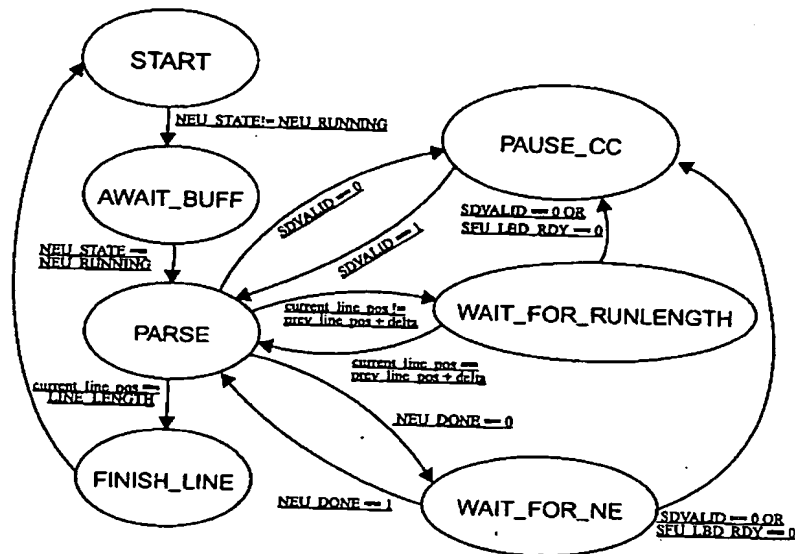 START
NEU_STATE!= NEU_RUNNING
PAUSE_CC
AWAIT_BUFF
SDVALID == 0
SDVALID == 0 OR
SFU_LBD_RDY == 0
NEU_STATE ==
NEU_RUNNING
SDVALID == 1
PARSE
current_line_pos !=
prev_line_pos + delta
WAIT_FOR_RUNLENGTH
current_line_pos ==
prev_line_pos + delta
current_line_pos ==
LINE_LENGTH
NEU_DONE == 0
FINISH_LINE
NEU_DONE == 1
WAIT_FOR_NE
SDVALID == 0 OR
SFU_LBD_RDY == 0